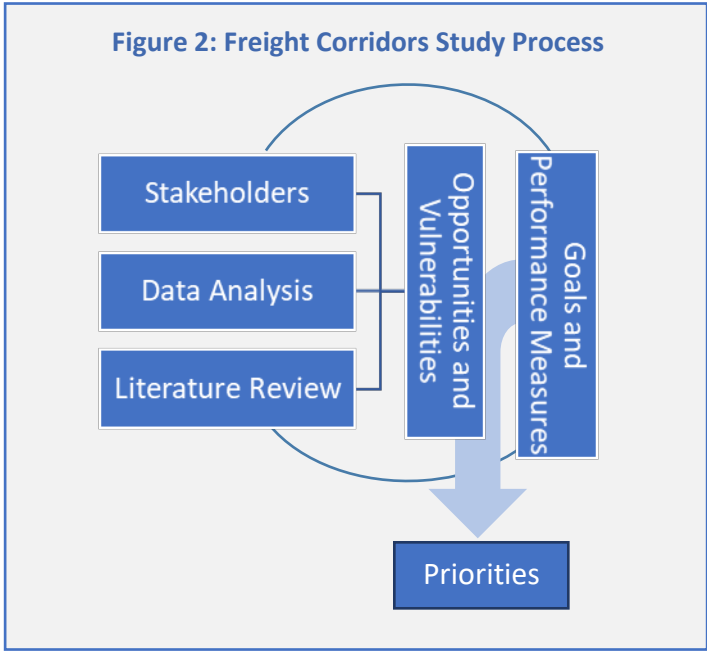 Figure 2: Freight Corridors Study Process
Stakeholders
Data Analysis
Literature Review
Opportunities and
Vulnerabilities
Goals and
Performance Measures
Priorities